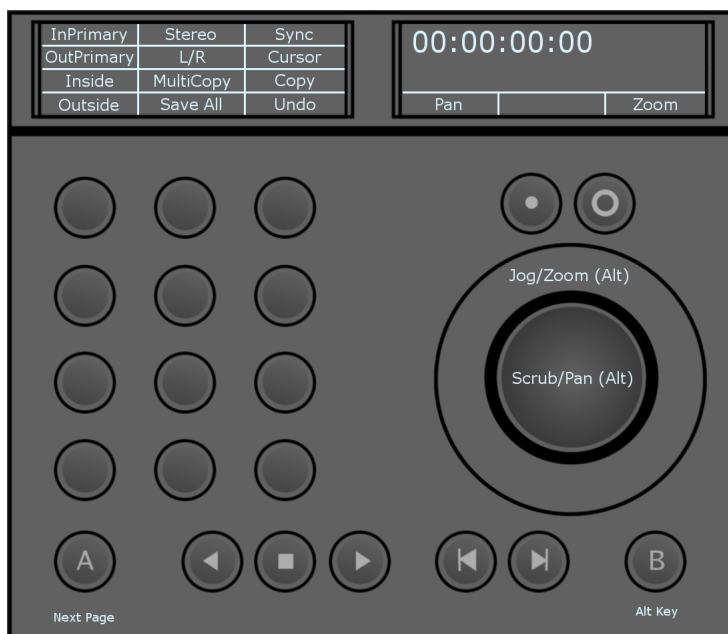 InPrimary Stereo Sync
OutPrimary L/R Cursor
Inside MultiCopy Copy
Outside Save All Undo
00:00:00:00
Pan Zoom
Jog/Zoom (Alt)
Scrub/Pan (Alt)
A B
Next Page Alt Key